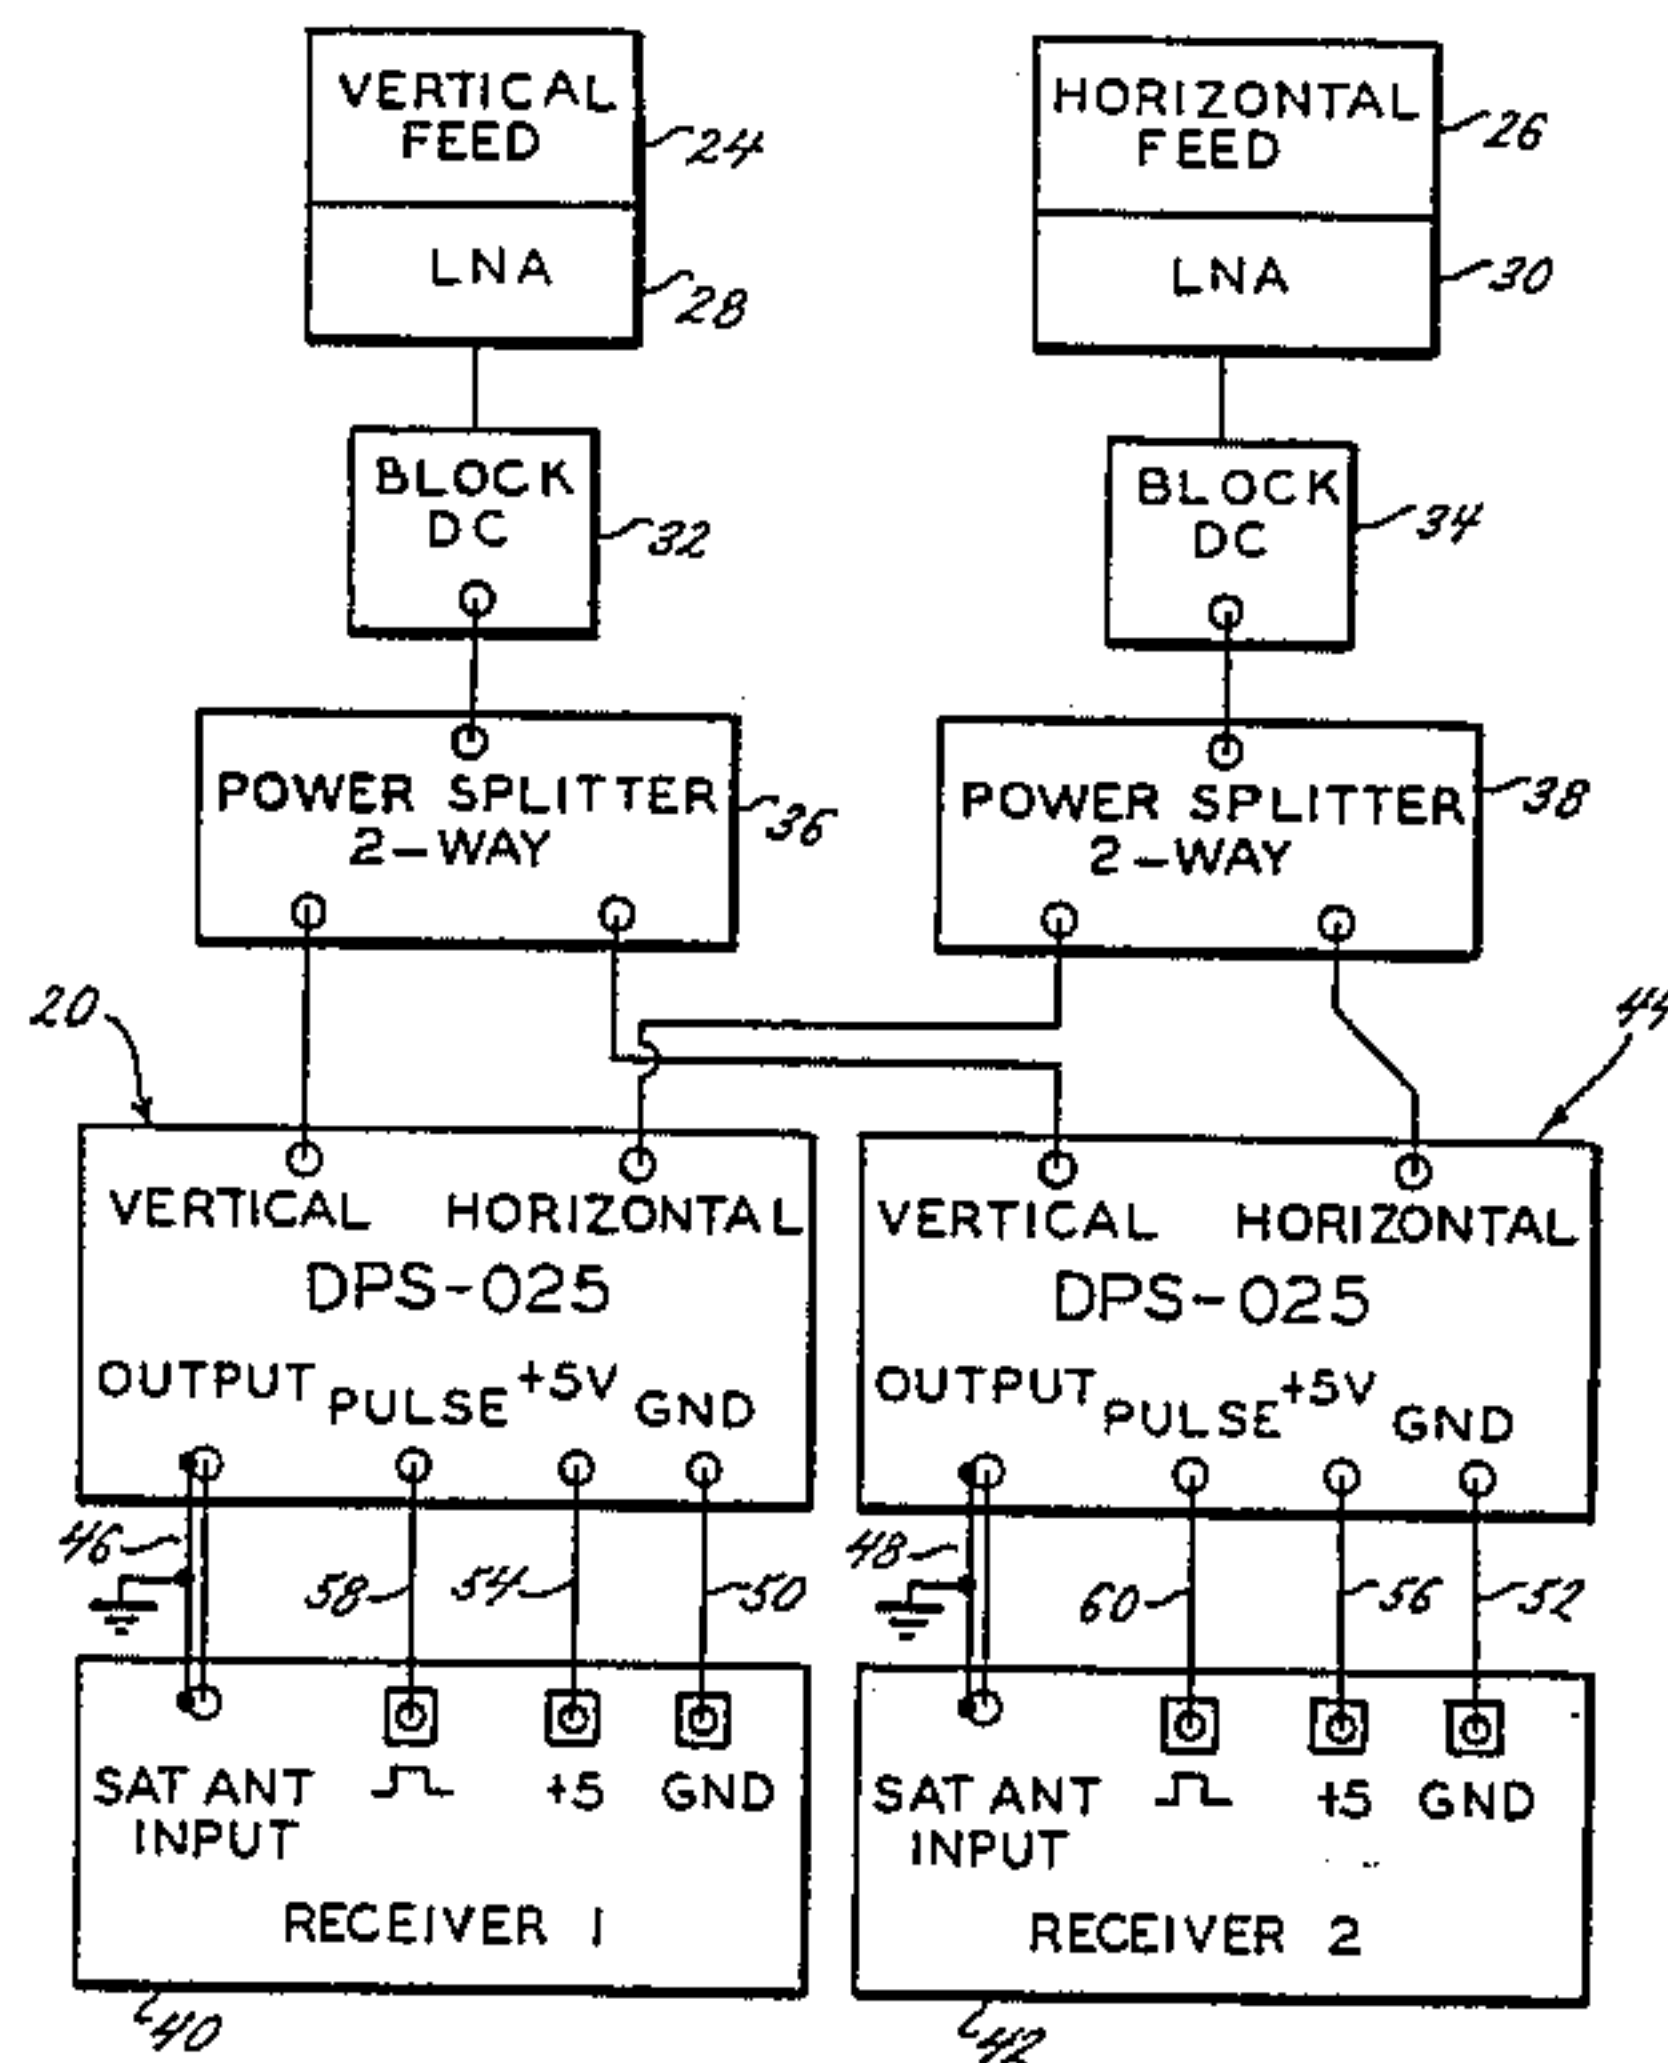 VERTICAL
FEED
24
LNA
28
HORIZONTAL
FEED
26
LNA
30
BLOCK
DC
32
BLOCK
DC
34
POWER SPLITTER
2-WAY
36
POWER SPLITTER
2-WAY
38
20
44
VERTICAL HORIZONTAL
DPS-025
OUTPUT PULSE +5V GND
VERTICAL HORIZONTAL
DPS-025
OUTPUT PULSE +5V GND
46 58 54 50
48 60 56 52
SAT ANT
INPUT
+5 GND
RECEIVER 1
40
SAT ANT
INPUT
+5 GND
RECEIVER 2
42